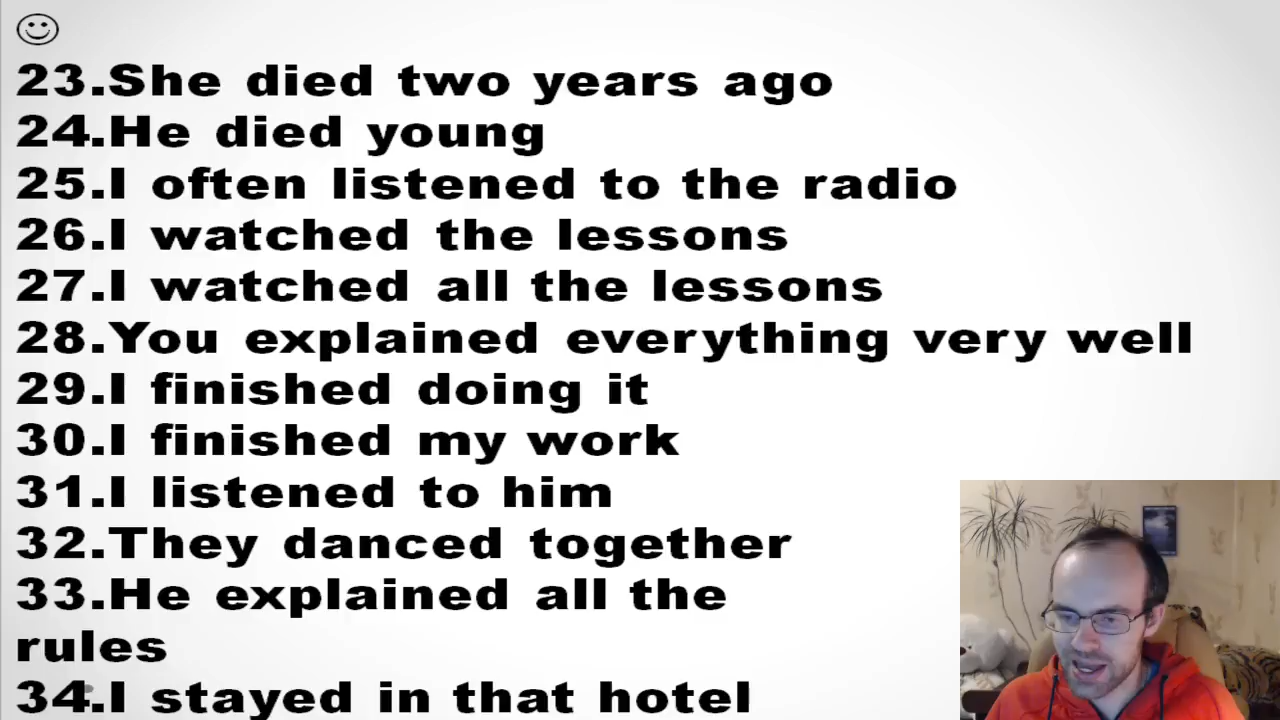 23.She died two years ago
24.He died young
25.I often listened to the radio
26.I watched the lessons
27.I watched all the lessons
28.You explained everything very well
29.I finished doing it
30.I finished my work
31.I listened to him
32.They danced together
33.He explained all the
rules
34.I stayed in that hotel